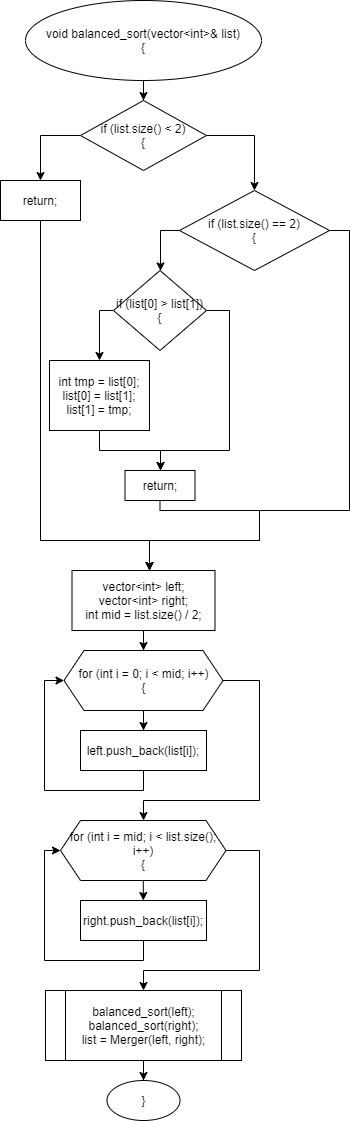 void balanced_sort(vector<int>& list)
{
if (list.size() < 2)
{
return;
if (list.size() == 2)
{
if (list[0] > list[1])
{
int tmp = list[0];
list[0] = list[1];
list[1] = tmp;
return;
vector<int> left;
vector<int> right;
int mid = list.size() / 2;
for (int i = 0; i < mid; i++)
{
left.push_back(list[i]);
for (int i = mid; i < list.size();
i++)
{
right.push_back(list[i]);
balanced_sort(left);
balanced_sort(right);
list = Merger(left, right);
}